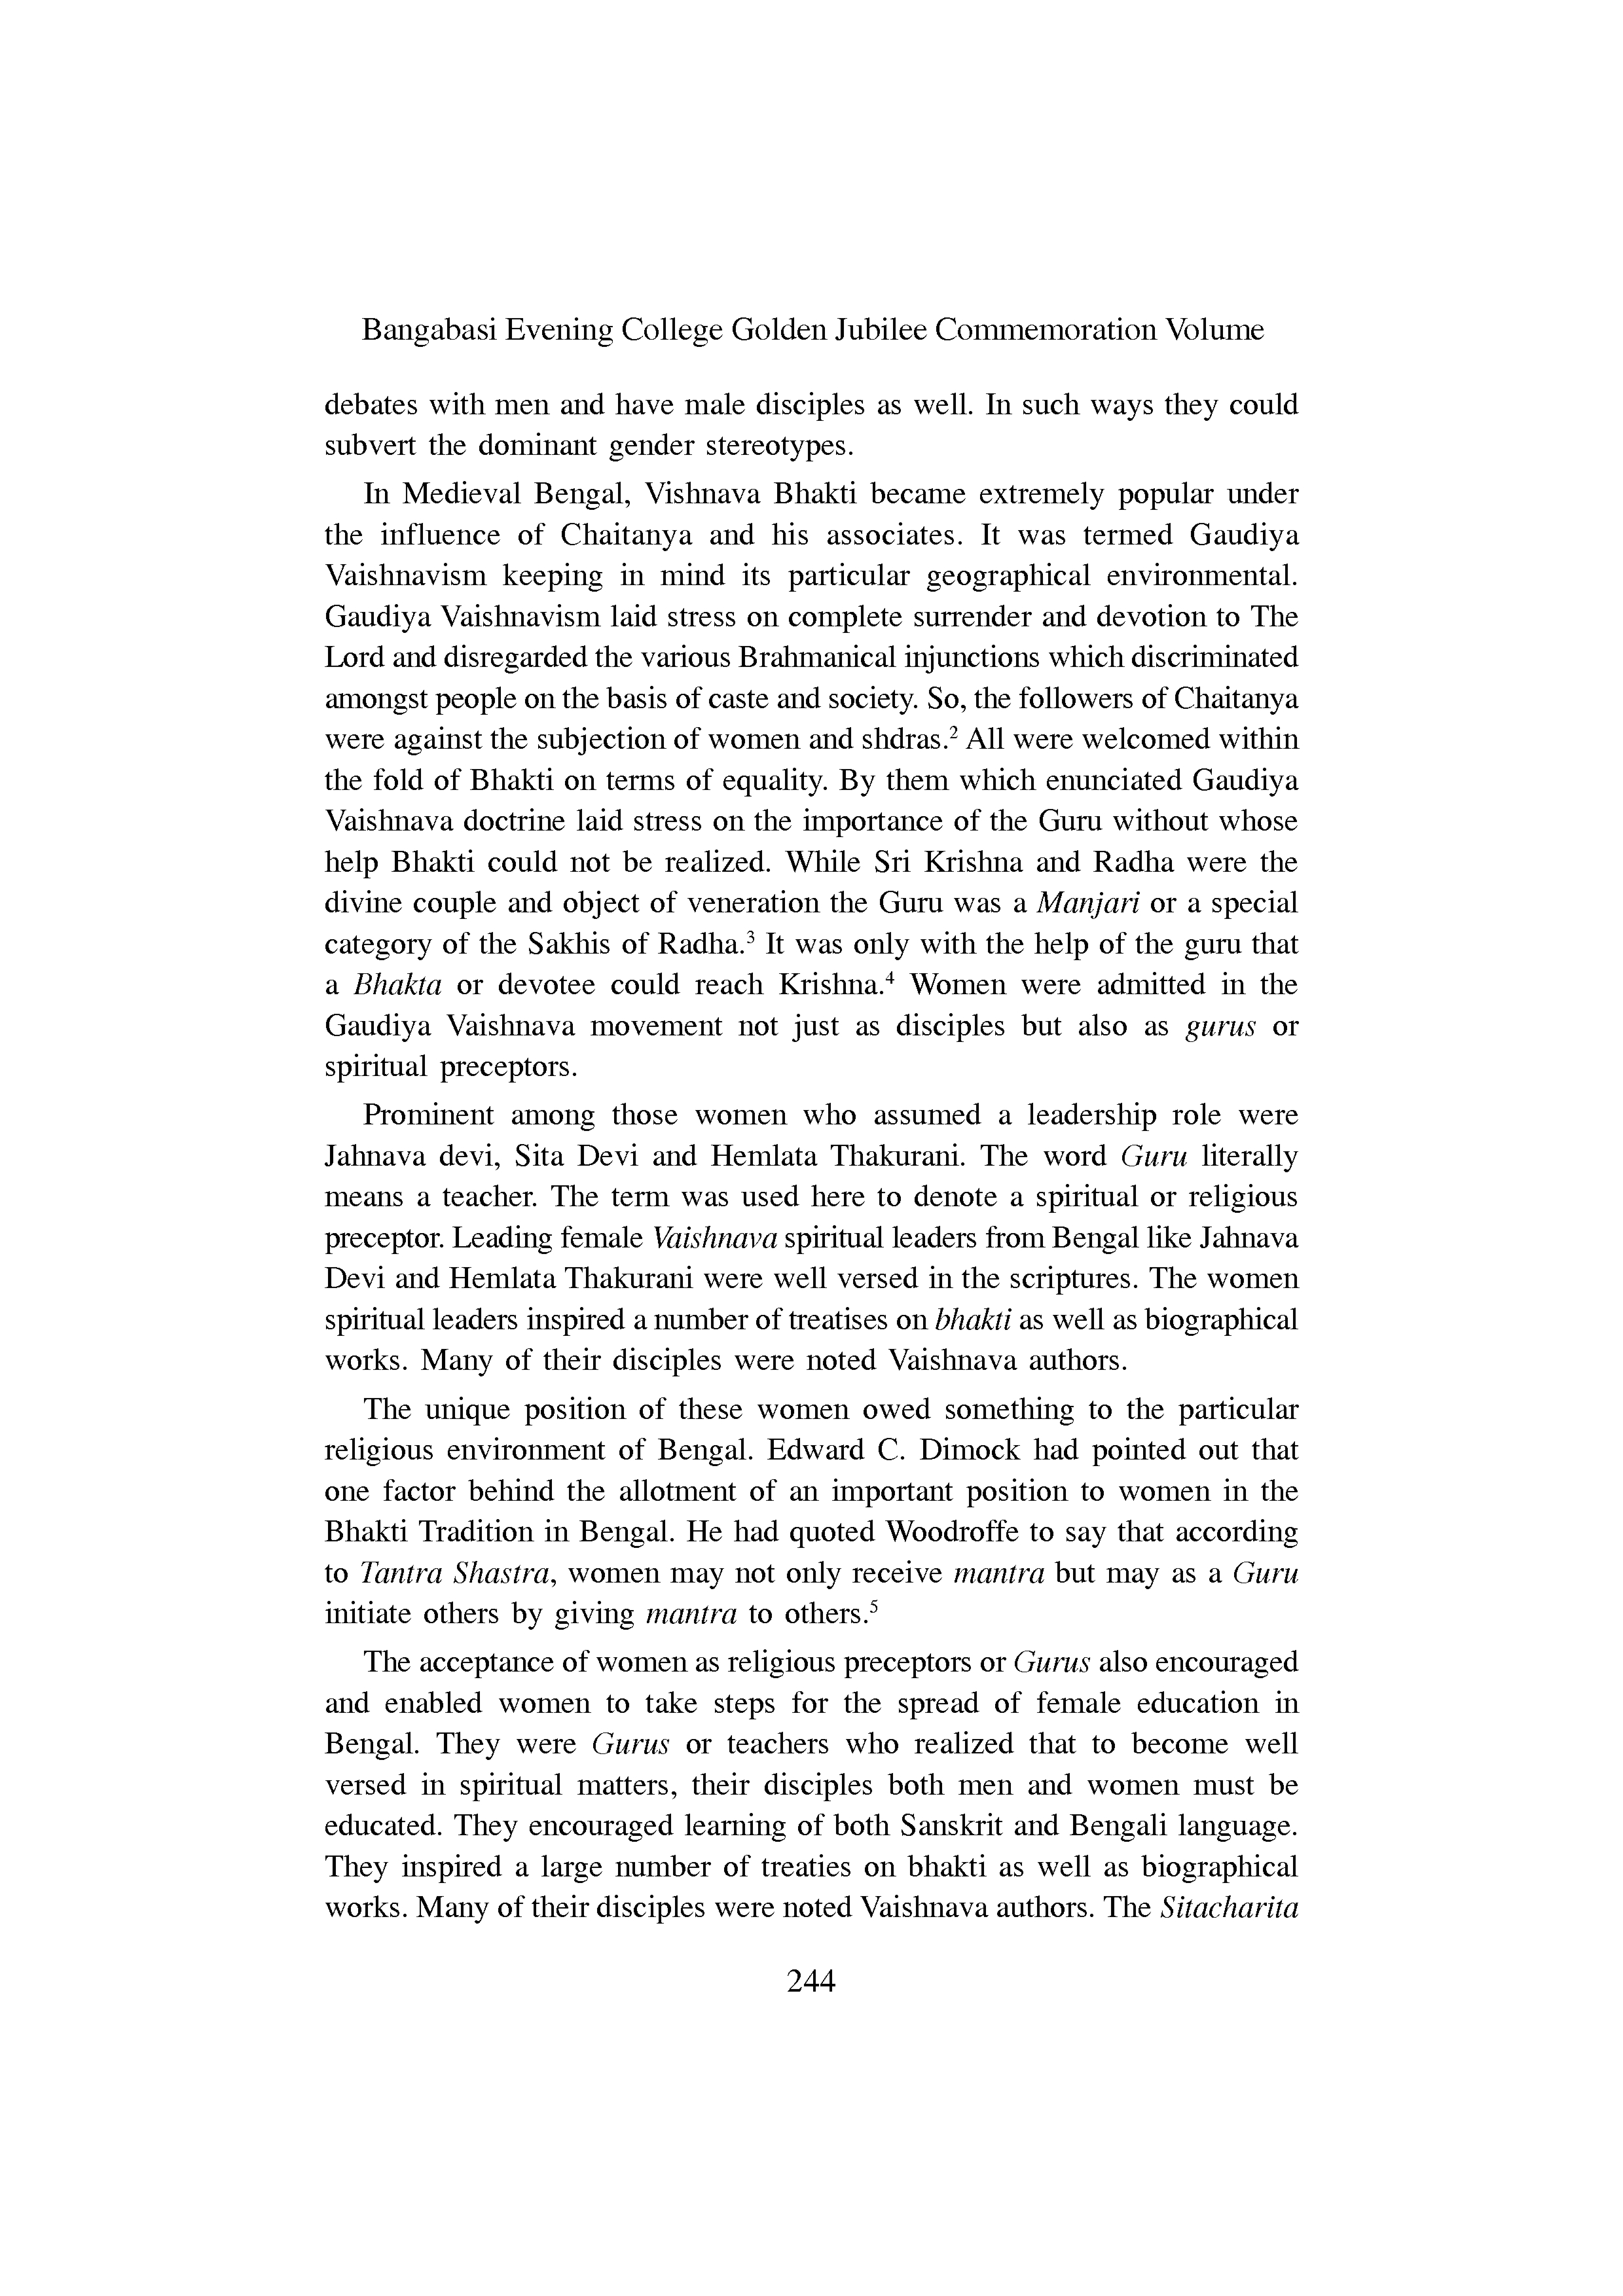 Bangabasi Evening College Golden Jubilee Commemoration Volume
debates with men and have male disciples as well. In such ways they could
subvert the dominant gender stereotypes.
In Medieval Bengal, Vishnava Bhakti became extremely popular under
the influence of Chaitanya and his associates. It was termed Gaudiya
Vaishnavism keeping in mind its particular geographical environmental.
Gaudiya Vaishnavism laid stress on complete surrender and devotion to The
Lord and disregarded the various Brahmanical injunctions which discriminated
amongst people on the basis of caste and society. So, the followers of Chaitanya
were against the subjection of women and shdras.² All were welcomed within
the fold of Bhakti on terms of equality. By them which enunciated Gaudiya
Vaishnava doctrine laid stress on the importance of the Guru without whose
help Bhakti could not be realized. While Sri Krishna and Radha were the
divine couple and object of veneration the Guru was a Manjari or a special
category of the Sakhis of Radha.³ It was only with the help of the guru that
a Bhakta or devotee could reach Krishna.⁴ Women were admitted in the
Gaudiya Vaishnava movement not just as disciples but also as gurus or
spiritual preceptors.
Prominent among those women who assumed a leadership role were
Jahnava devi, Sita Devi and Hemlata Thakurani. The word Guru literally
means a teacher. The term was used here to denote a spiritual or religious
preceptor. Leading female Vaishnava spiritual leaders from Bengal like Jahnava
Devi and Hemlata Thakurani were well versed in the scriptures. The women
spiritual leaders inspired a number of treatises on bhakti as well as biographical
works. Many of their disciples were noted Vaishnava authors.
The unique position of these women owed something to the particular
religious environment of Bengal. Edward C. Dimock had pointed out that
one factor behind the allotment of an important position to women in the
Bhakti Tradition in Bengal. He had quoted Woodroffe to say that according
to Tantra Shastra, women may not only receive mantra but may as a Guru
initiate others by giving mantra to others.⁵
The acceptance of women as religious preceptors or Gurus also encouraged
and enabled women to take steps for the spread of female education in
Bengal. They were Gurus or teachers who realized that to become well
versed in spiritual matters, their disciples both men and women must be
educated. They encouraged learning of both Sanskrit and Bengali language.
They inspired a large number of treaties on bhakti as well as biographical
works. Many of their disciples were noted Vaishnava authors. The Sitacharita
244